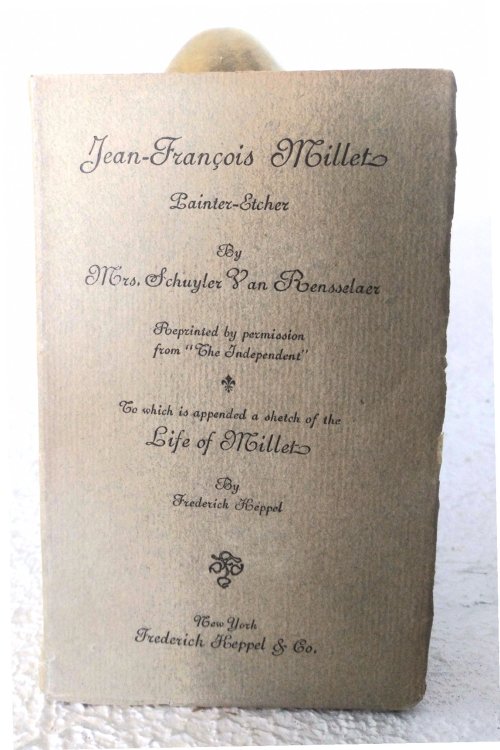 Jean-François Millet
Painter-Etcher
By
Mrs. Schuyler Van Rensselaer
Reprinted by permission
from "The Independent"
To which is appended a sketch of the
Life of Millet
By
Frederick Keppel
New York
Frederick Keppel & Co.